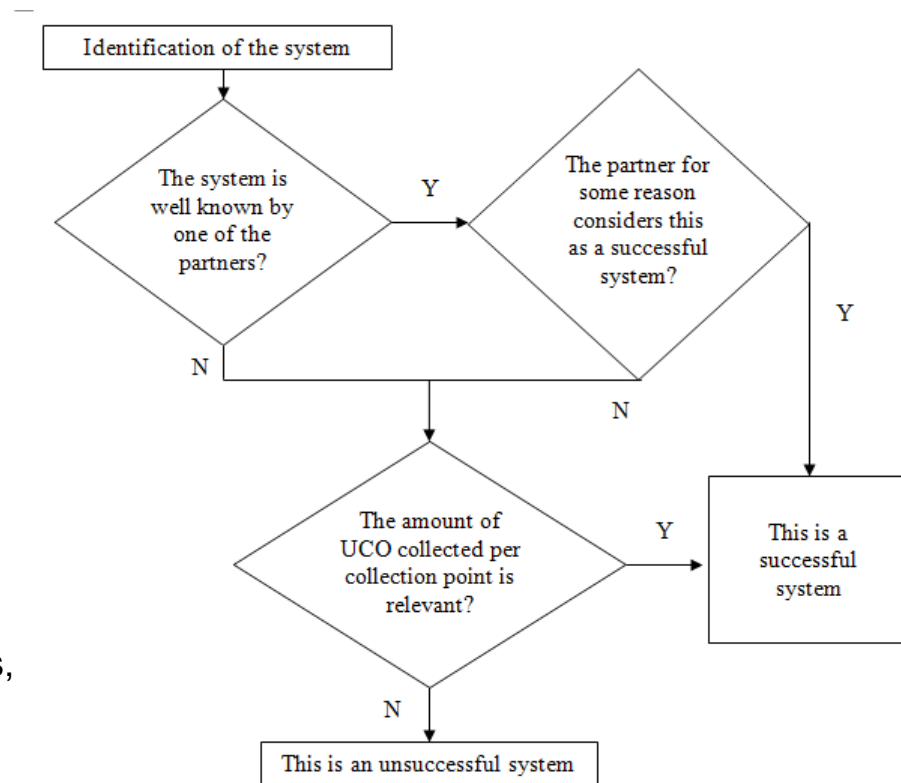 Identification of the system
The system is
well known by
one of the
partners?
Y
The partner for
some reason
considers this
as a successful
system?
Y
N
N
The amount of
UCO collected per
collection point is
relevant?
Y
This is a
successful
system
s,
N
This is an unsuccessful system